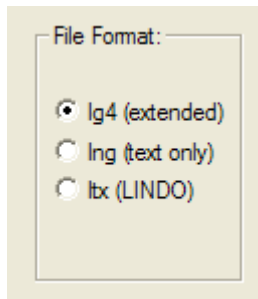 File Format:
lg4 (extended)
lng (text only)
ltx (LINDO)